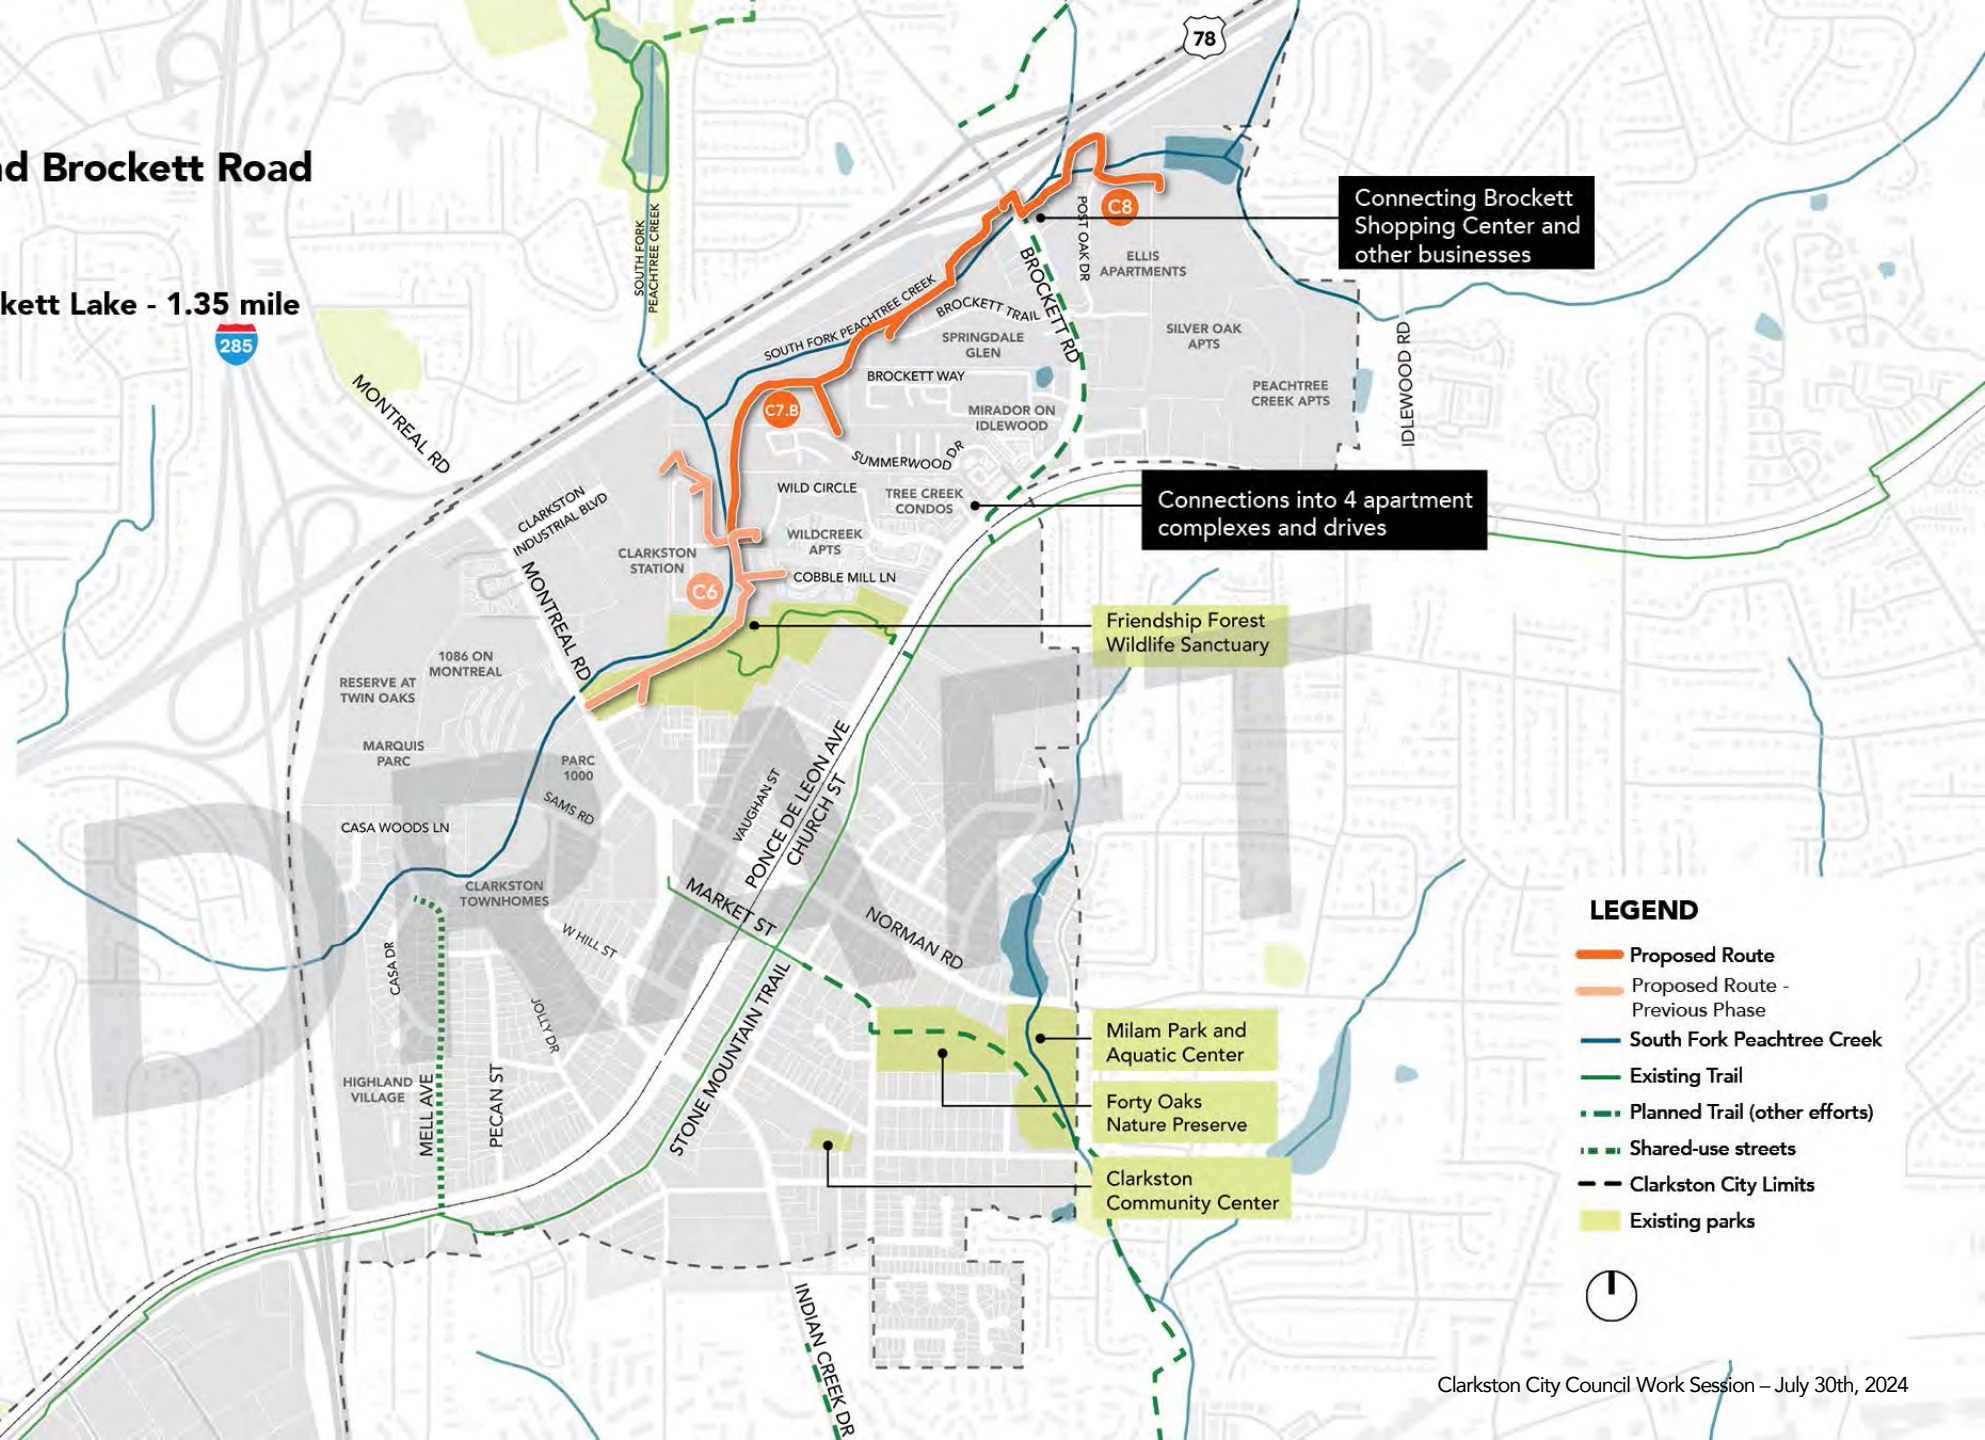 78
nd Brockett Road
ckett Lake - 1.35 mile
285
MONTREAL RD
SOUTH FORK
PEACHTREE CREEK
C8
POST OAK DR
Connecting Brockett
Shopping Center and
other businesses
ELLIS
APARTMENTS
BROCKETT RD
SOUTH FORK PEACHTREE CREEK
BROCKETT TRAIL
SPRINGDALE
GLEN
SILVER OAK
APTS
IDLEWOOD RD
BROCKETT WAY
PEACHTREE
CREEK APTS
C7.B
MIRADOR ON
IDLEWOOD
SUMMERWOOD DR
WILD CIRCLE
TREE CREEK
CONDOS
Connections into 4 apartment
complexes and drives
CLARKSTON
INDUSTRIAL BLVD
WILDCREEK
APTS
CLARKSTON
STATION
COBBLE MILL LN
C6
MONTREAL RD
Friendship Forest
Wildlife Sanctuary
1086 ON
MONTREAL
RESERVE AT
TWIN OAKS
MARQUIS
PARC
PARC
1000
SAMS RD
VAUGHAN ST
PONCE DE LEON AVE
CHURCH ST
DRAFT
CASA WOODS LN
CLARKSTON
TOWNHOMES
MARKET ST
NORMAN RD
W HILL ST
CASA DR
JOLLY DR
STONE MOUNTAIN TRAIL
HIGHLAND
VILLAGE
MELL AVE
PECAN ST
Milam Park and
Aquatic Center
Forty Oaks
Nature Preserve
Clarkston
Community Center
INDIAN CREEK DR
LEGEND
Proposed Route
Proposed Route -
Previous Phase
South Fork Peachtree Creek
Existing Trail
Planned Trail (other efforts)
Shared-use streets
Clarkston City Limits
Existing parks
Clarkston City Council Work Session – July 30th, 2024